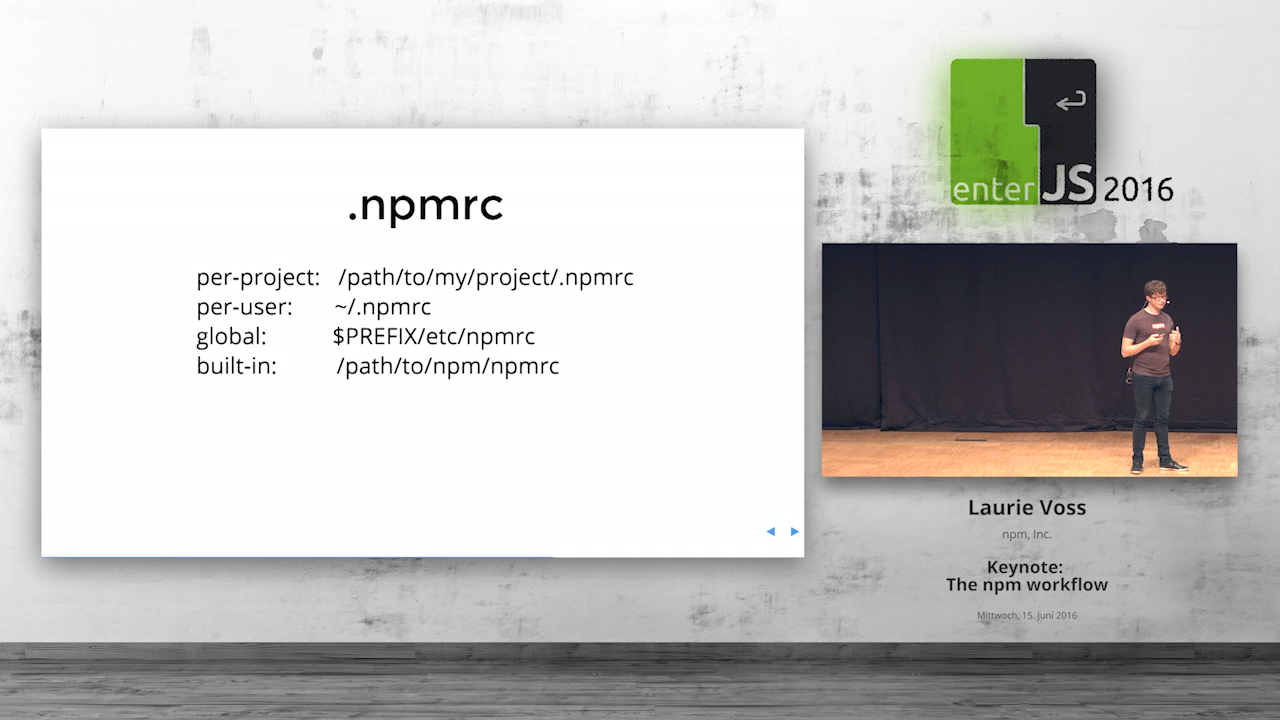 .npmrc
per-project: /path/to/my/project/.npmrc
per-user: ~/.npmrc
global: $PREFIX/etc/npmrc
built-in: /path/to/npm/npmrc
enter JS 2016
Laurie Voss
npm, Inc.
Keynote:
The npm workflow
Mittwoch, 15. Juni 2016